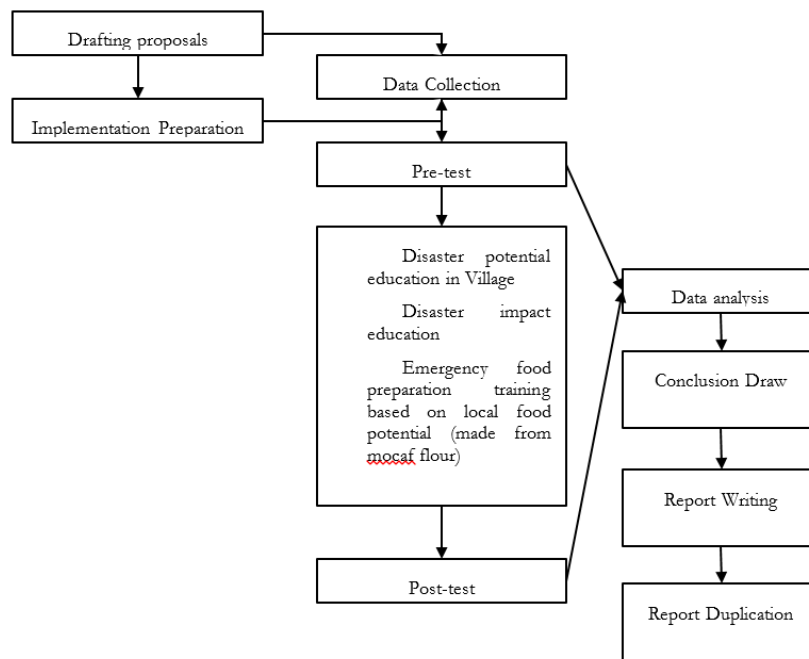 Drafting proposals
Data Collection
Implementation Preparation
Pre-test
Disaster potential
education in Village
Disaster impact
education
Emergency food
preparation training
based on local food
potential (made from
mocaf flour)
Post-test
Data analysis
Conclusion Draw
Report Writing
Report Duplication